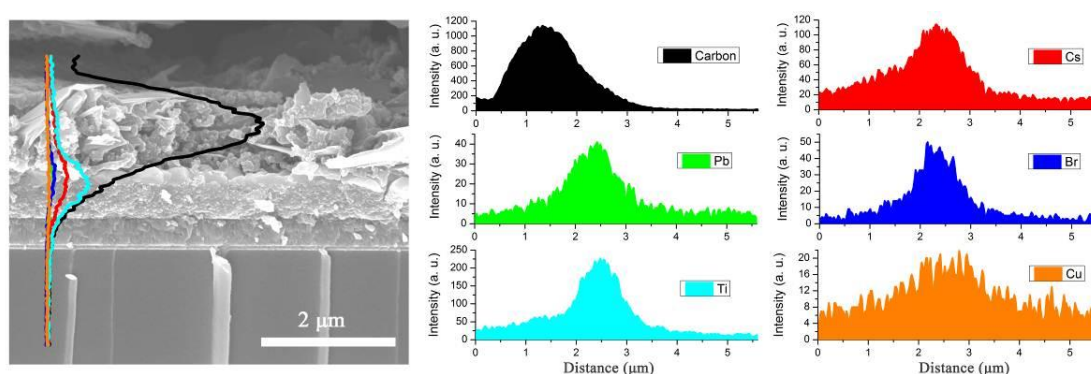 2 μm
Intensity (a. u.)
1200
1000
800
600
400
200
0
Carbon
0 1 2 3 4 5
Intensity (a. u.)
120
100
80
60
40
20
0
Cs
0 1 2 3 4 5
Intensity (a. u.)
40
30
20
10
0
Pb
0 1 2 3 4 5
Intensity (a. u.)
50
40
30
20
10
0
Br
0 1 2 3 4 5
Intensity (a. u.)
250
200
150
100
50
0
Ti
0 1 2 3 4 5
Distance (μm)
Intensity (a. u.)
20
16
12
8
4
0
Cu
0 1 2 3 4 5
Distance (μm)